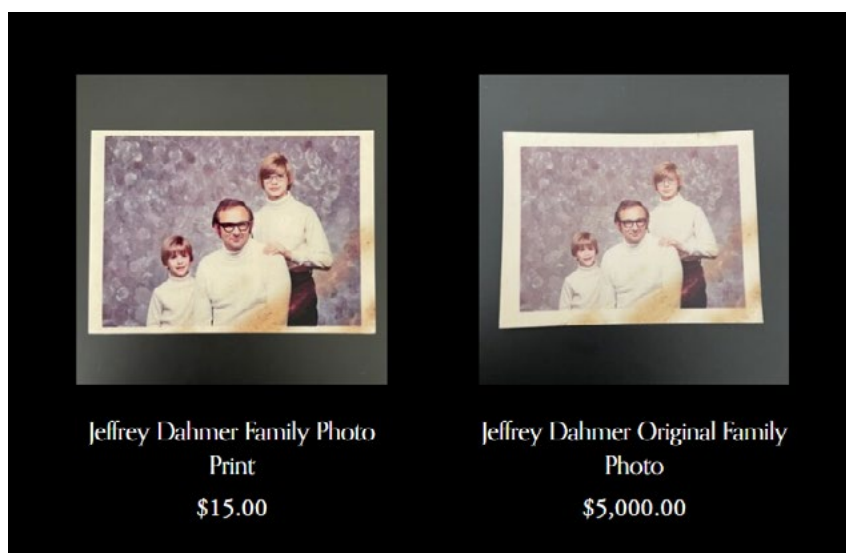 Jeffrey Dahmer Family Photo
Print
$15.00
Jeffrey Dahmer Original Family
Photo
$5,000.00